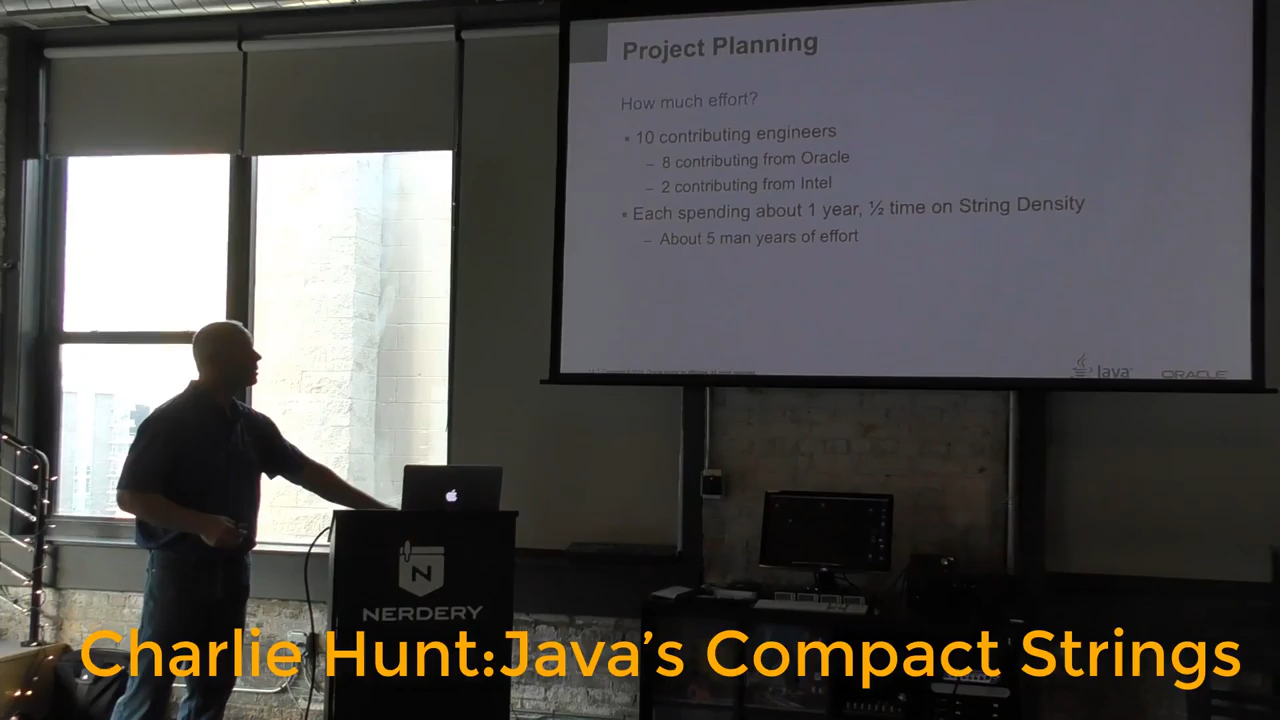 Project Planning
How much effort?
▪ 10 contributing engineers
– 8 contributing from Oracle
– 2 contributing from Intel
▪ Each spending about 1 year, ½ time on String Density
– About 5 man years of effort
Java
ORACLE
N
NERDERY
Charlie Hunt:Java’s Compact Strings